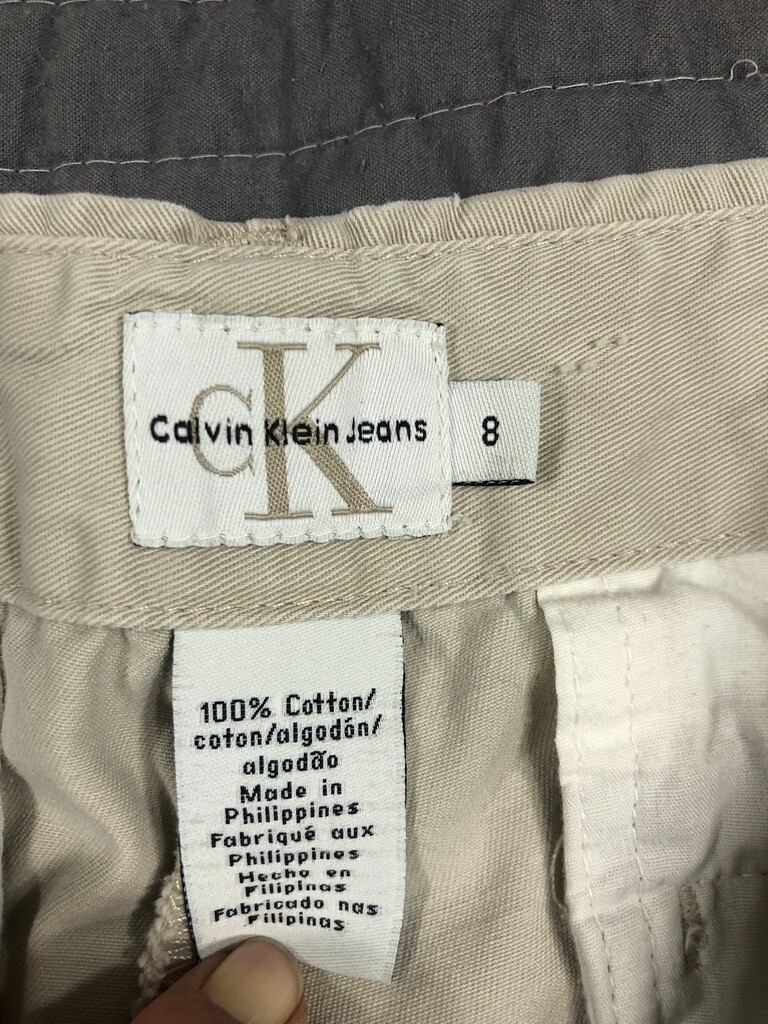 CK
Calvin Klein Jeans
8
100% Cotton/
coton/algodón/
algodão
Made in
Philippines
Fabriqué aux
Philippines
Hecho en
Filipinas
Fabricado nas
Filipinas